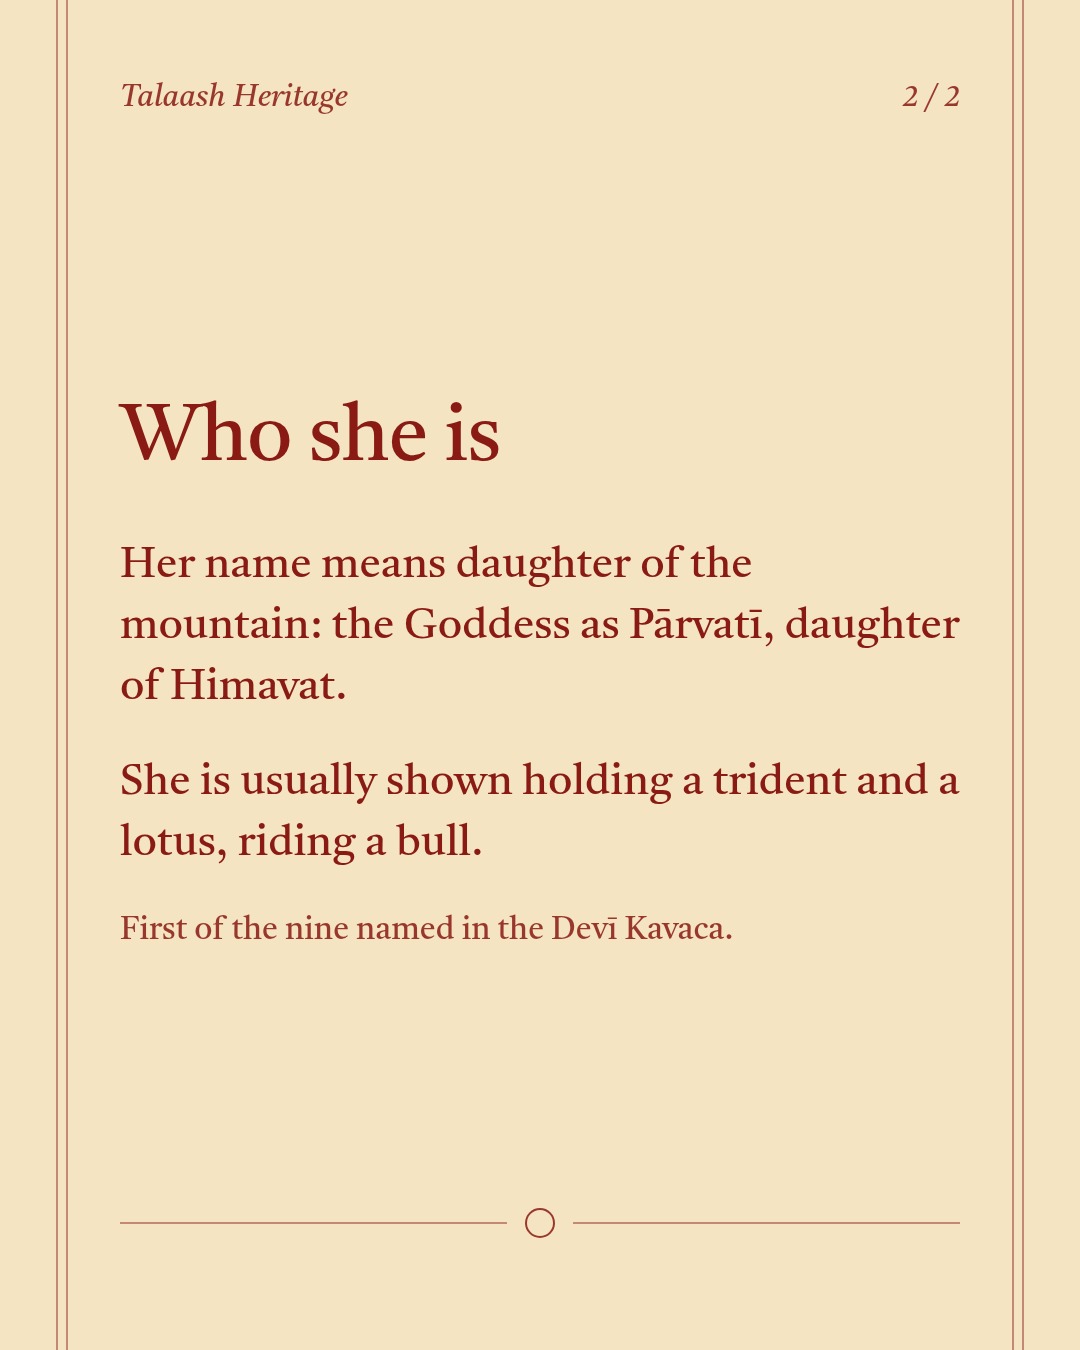 Talaash Heritage
2 / 2
Who she is
Her name means daughter of the
mountain: the Goddess as Pārvatī, daughter
of Himavat.
She is usually shown holding a trident and a
lotus, riding a bull.
First of the nine named in the Devī Kavaca.